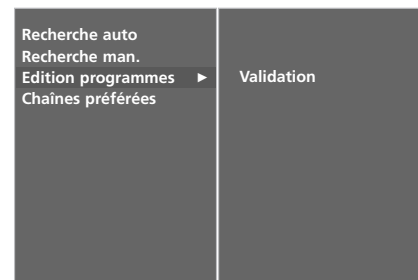 Recherche auto
Recherche man.
Edition programmes ► Validation
Chaînes préférées